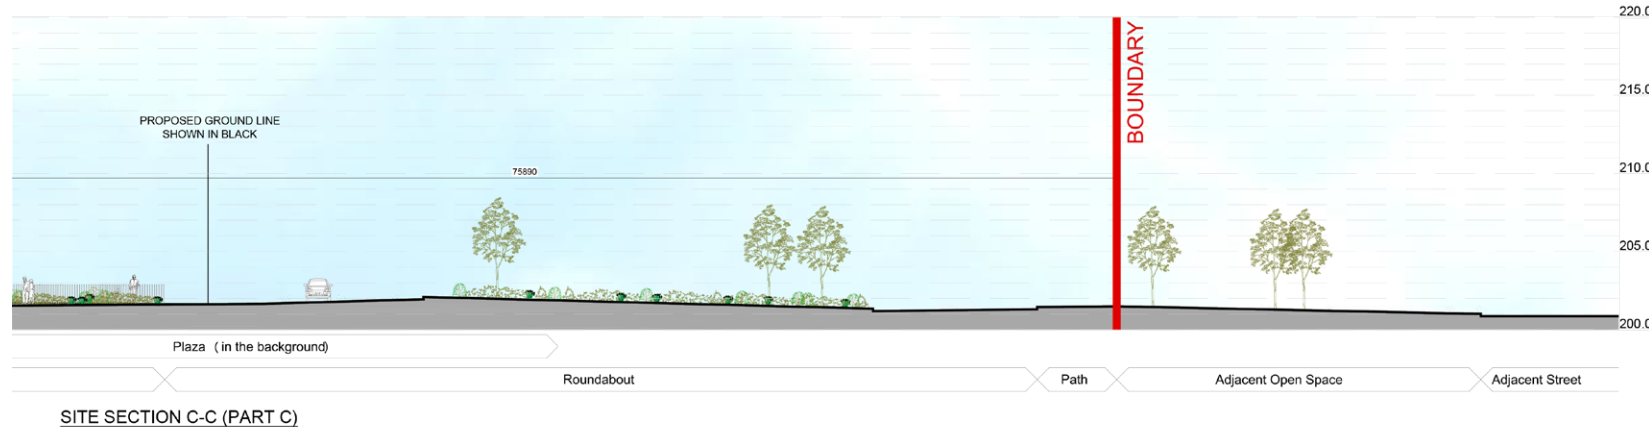 220.0
215.0
210.0
205.0
200.0
BOUNDARY
PROPOSED GROUND LINE
SHOWN IN BLACK
75890
Plaza ( in the background)
Roundabout
Path
Adjacent Open Space
Adjacent Street
SITE SECTION C-C (PART C)